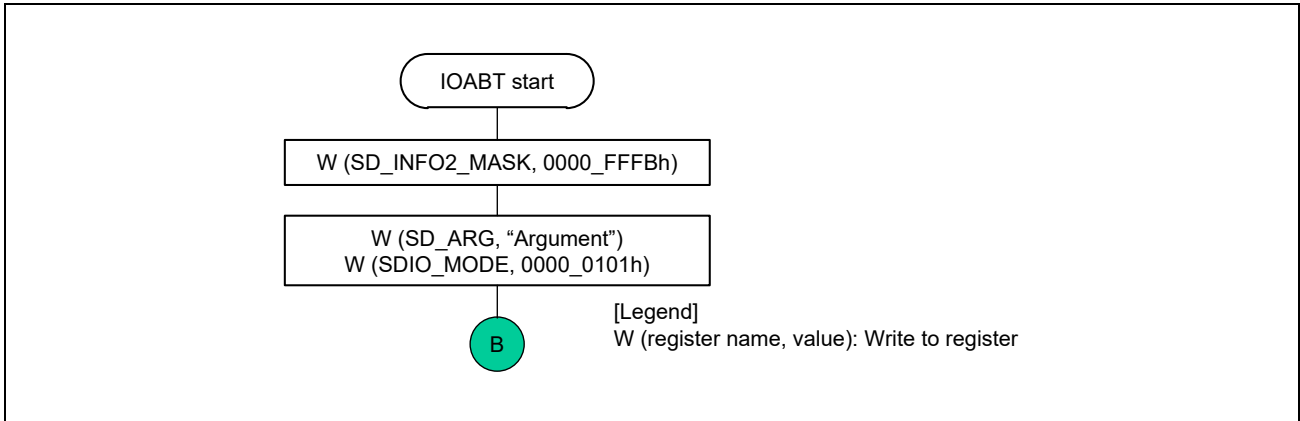 IOABT start
W (SD_INFO2_MASK, 0000_FFFBh)
W (SD_ARG, “Argument”)
W (SDIO_MODE, 0000_0101h)
B
[Legend]
W (register name, value): Write to register